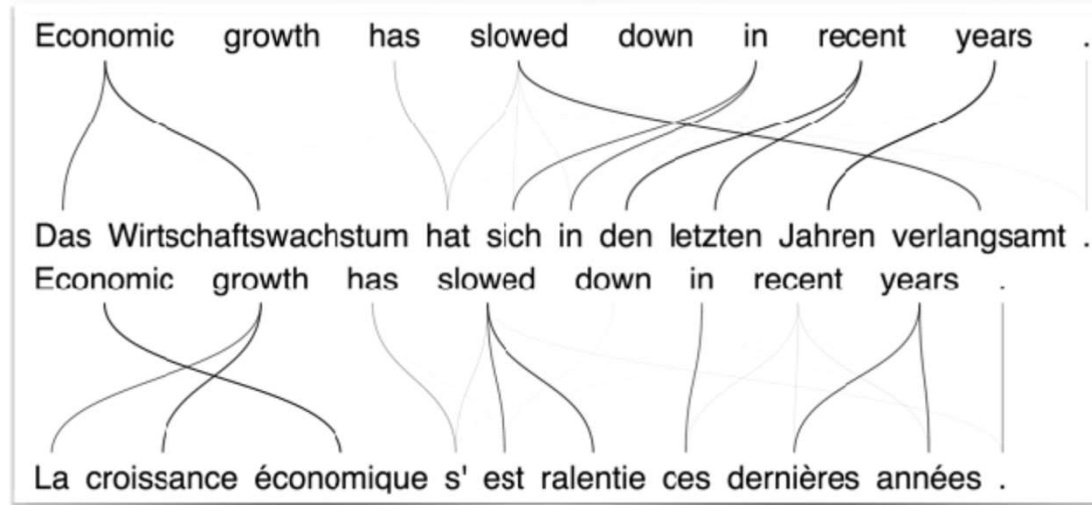 Economic growth has slowed down in recent years .
Das Wirtschaftswachstum hat sich in den letzten Jahren verlangsamt .
Economic growth has slowed down in recent years .
La croissance économique s' est ralentie ces dernières années .